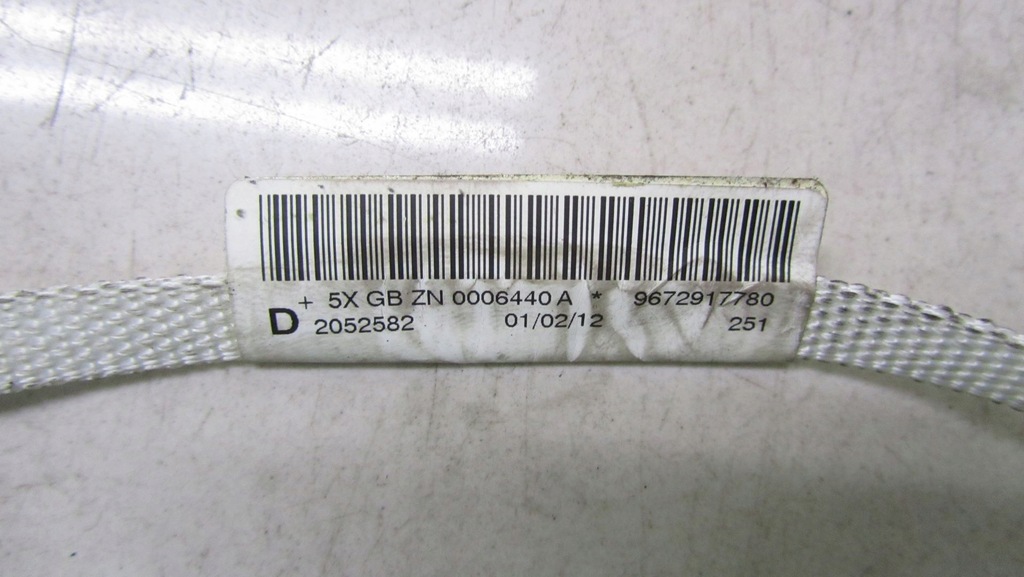 + 5X GB ZN 0006440 A * 9672917780
D 2052582 01/02/12 251